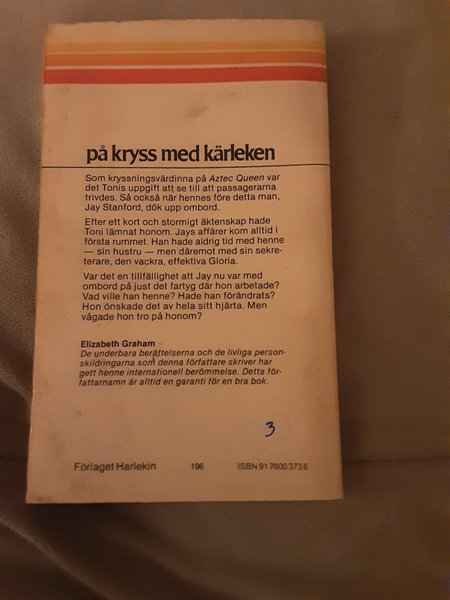 på kryss med kärleken
Som kryssningsvärdinna på Aztec Queen var
det Tonis uppgift att se till att passagerarna
trivdes. Så också när hennes före detta man,
Jay Stanford, dök upp ombord.
Efter ett kort och stormigt äktenskap hade
Toni lämnat honom. Jays affärer kom alltid i
första rummet. Han hade aldrig tid med henne
— sin hustru — men däremot med sin sekre-
terare, den vackra, effektiva Gloria.
Var det en tillfällighet att Jay nu var med
ombord på just det fartyg där hon arbetade?
Vad ville han henne? Hade han förändrats?
Hon önskade det av hela sitt hjärta. Men
vågade hon tro på honom?
Elizabeth Graham
De underbara berättelserna och de livliga person-
skildringarna som denna författare skriver har
gett henne internationell berömmelse. Detta för-
fattarnamn är alltid en garanti för en bra bok.
3
Förlaget Harlekin 196 ISBN 91 7600 373 6